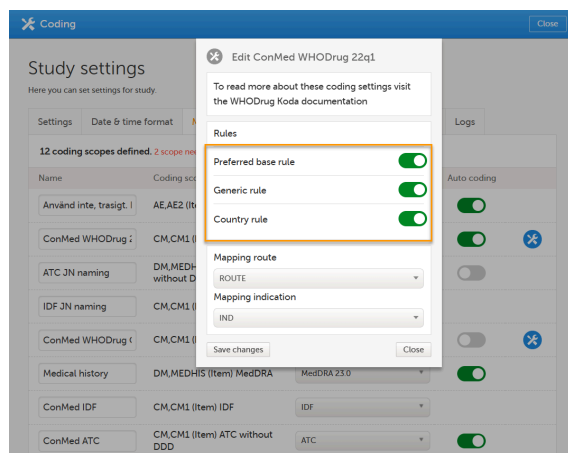 Coding
Close
Study settings
Here you can set settings for study.
Settings Date & time format Logs
12 coding scopes defined. 2 scope
Name Auto coding
Använd inte, trasigt. AE,AE2
ConMed WHODrug CM,CM1
ATC JN naming DM,
without
IDF JN naming CM,CM1
ConMed WHODrug CM,CM1
Medical history DM,MEDHIS (Item) MedDRA MedDRA 23.0
ConMed IDF CM,CM1 (Item) IDF IDF
ConMed ATC CM,CM1 (Item) ATC without
DDD ATC
Edit ConMed WHODrug 22q1
To read more about these coding settings visit
the WHODrug Koda documentation
Rules
Preferred base rule
Generic rule
Country rule
Mapping route
ROUTE
Mapping indication
IND
Save changes Close